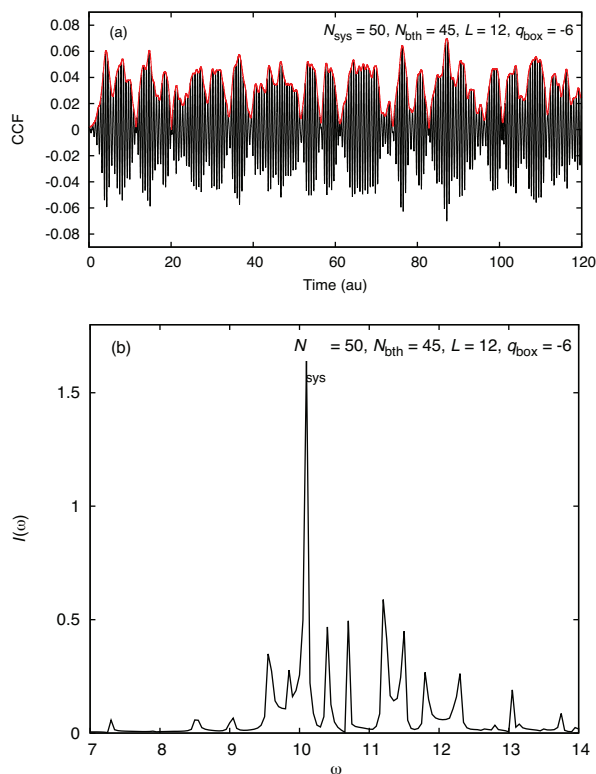 (a)
N_sys = 50, N_bth = 45, L = 12, q_box = -6
0.08
0.06
0.04
0.02
0
-0.02
-0.04
-0.06
-0.08
CCF
0 20 40 60 80 100 120
Time (au)
(b)
N = 50, N_bth = 45, L = 12, q_box = -6
sys
1.5
1
0.5
0
I(ω)
7 8 9 10 11 12 13 14
ω